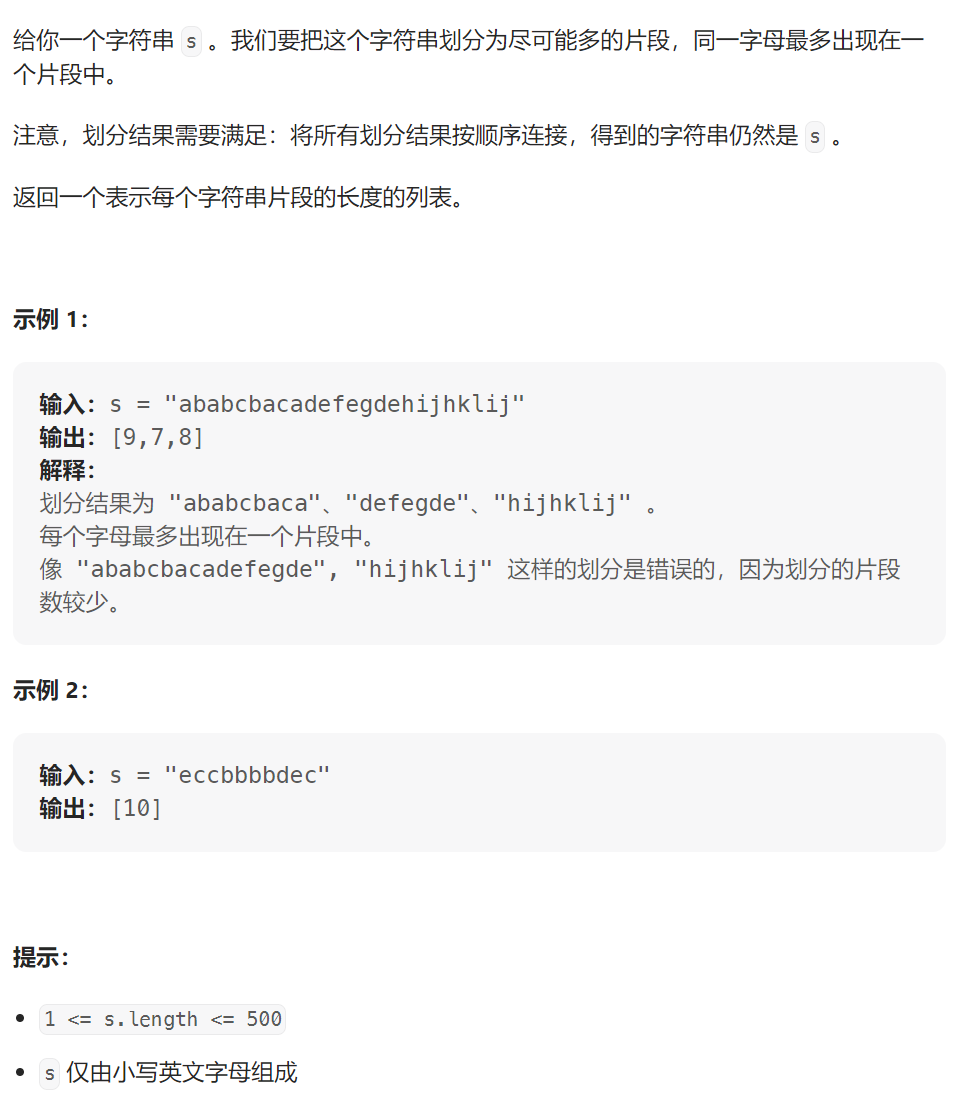 给你一个字符串 s 。我们要把这个字符串划分为尽可能多的片段，同一字母最多出现在一
个片段中。
注意，划分结果需要满足：将所有划分结果按顺序连接，得到的字符串仍然是 s 。
返回一个表示每个字符串片段的长度的列表。
示例 1：
输入：s = "ababcbacadefegdehijhklij"
输出：[9,7,8]
解释：
划分结果为 "ababcbaca"、"defegde"、"hijhklij" 。
每个字母最多出现在一个片段中。
像 "ababcbacadefegde", "hijhklij" 这样的划分是错误的，因为划分的片段
数较少。
示例 2：
输入：s = "eccbbbbdec"
输出：[10]
提示：
• 1 <= s.length <= 500
• s 仅由小写英文字母组成